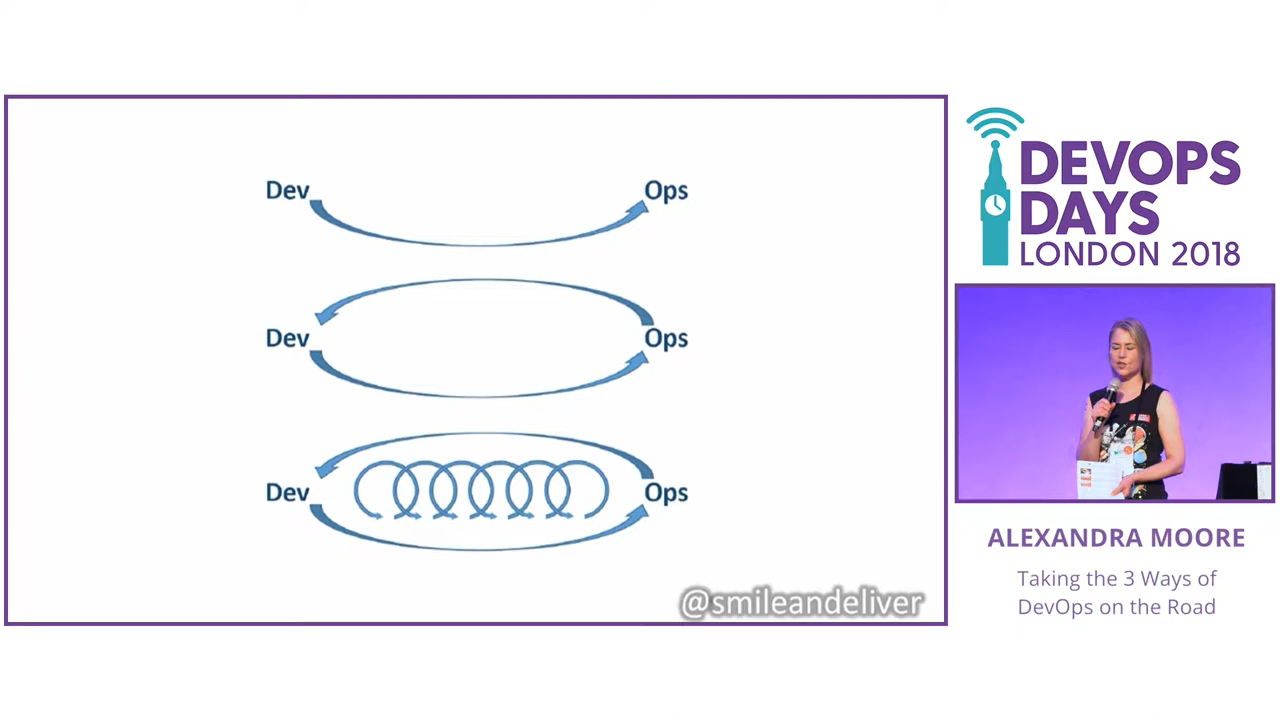 Dev Ops
Dev Ops
Dev Ops
@smileandeliver
DEVOPS
DAYS
LONDON 2018
ALEXANDRA MOORE
Taking the 3 Ways of
DevOps on the Road